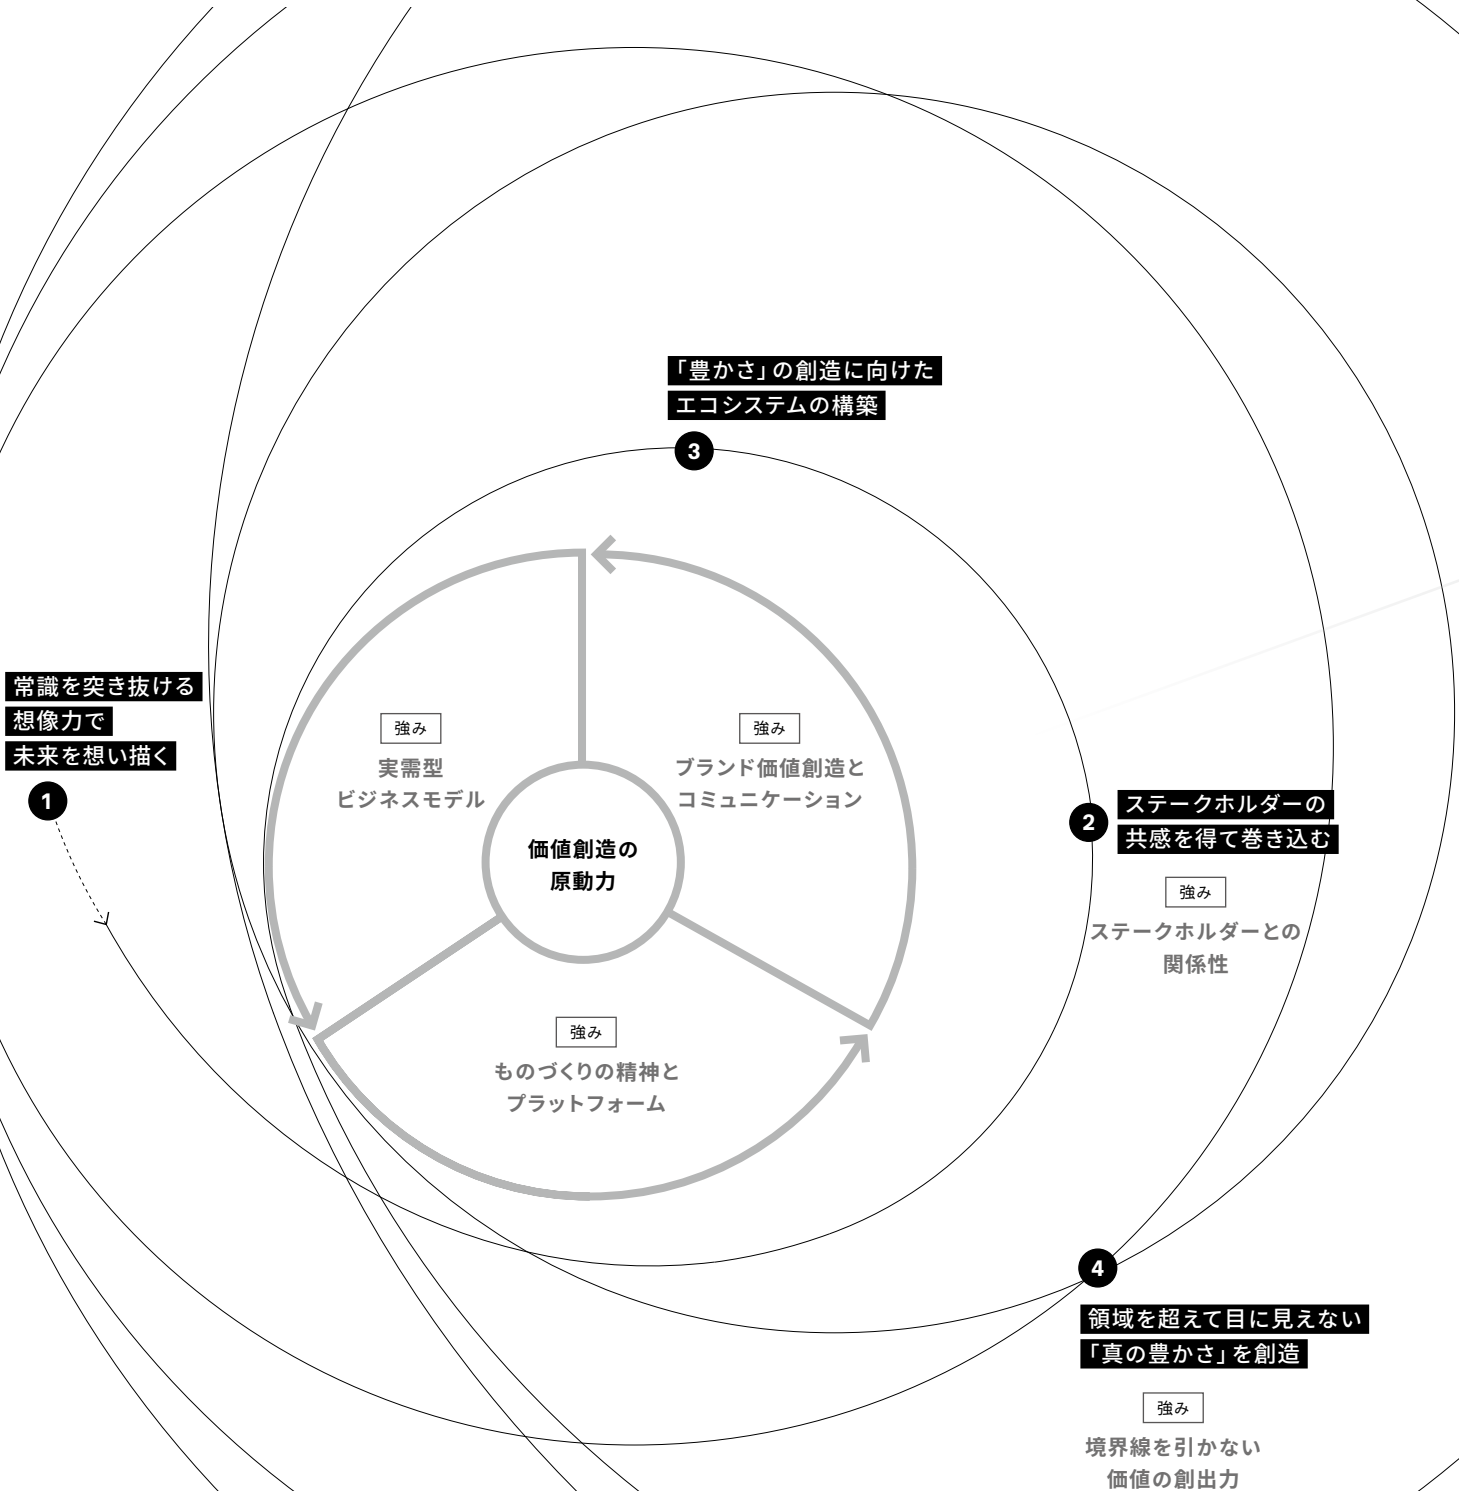 「豊かさ」の創造に向けた
エコシステムの構築
3
常識を突き抜ける
想像力で
未来を想い描く
1
強み
実需型
ビジネスモデル
強み
ブランド価値創造と
コミュニケーション
価値創造の
原動力
強み
ものづくりの精神と
プラットフォーム
2
ステークホルダーの
共感を得て巻き込む
強み
ステークホルダーとの
関係性
4
領域を超えて目に見えない
「真の豊かさ」を創造
強み
境界線を引かない
価値の創出力